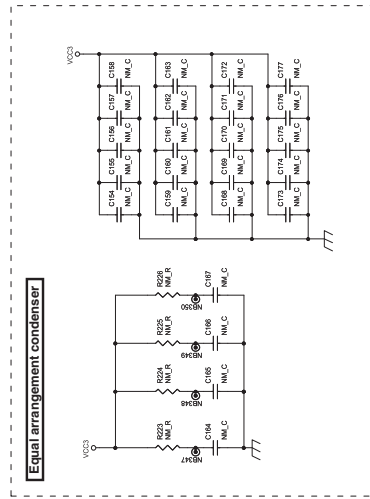 Equal arrangement condenser
VCC3
C158
NM_C
C157
NM_C
C156
NM_C
C155
NM_C
C154
NM_C
C163
NM_C
C162
NM_C
C161
NM_C
C160
NM_C
C159
NM_C
C172
NM_C
C171
NM_C
C170
NM_C
C169
NM_C
C168
NM_C
C177
NM_C
C176
NM_C
C175
NM_C
C174
NM_C
C173
NM_C
VCC3
R226
NM_R
R225
NM_R
R224
NM_R
R223
NM_R
NB350
NB349
NB348
NB347
C167
NM_C
C166
NM_C
C165
NM_C
C164
NM_C